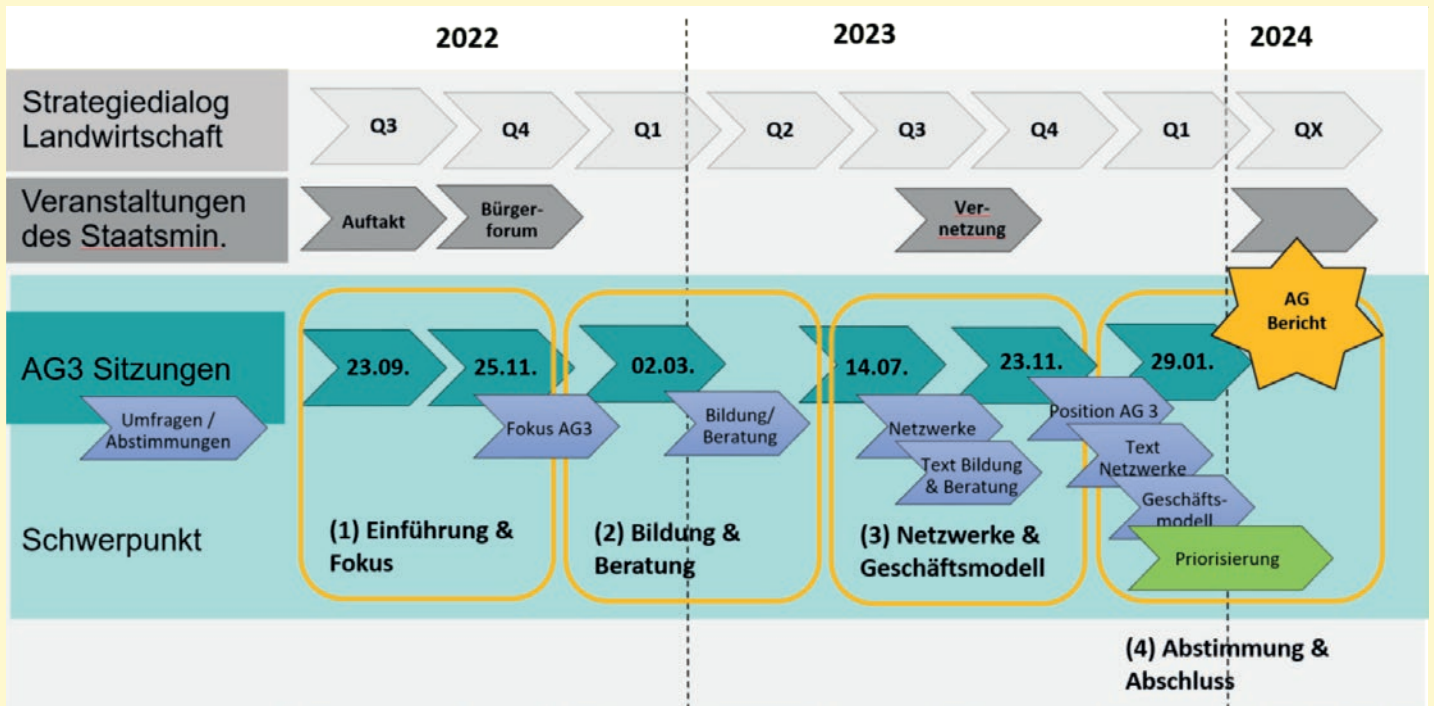 2022
2023
2024
Strategiedialog
Landwirtschaft
Q3
Q4
Q1
Q2
Q3
Q4
Q1
QX
Veranstaltungen
des Staatsmin.
Auftakt
Bürger-
forum
Ver-
netzung
AG
Bericht
AG3 Sitzungen
23.09.
25.11.
02.03.
14.07.
23.11.
29.01.
Umfragen /
Abstimmungen
Fokus AG3
Bildung/
Beratung
Netzwerke
Text Bildung
& Beratung
Position AG 3
Text
Netzwerke
Geschäfts-
modell
Priorisierung
Schwerpunkt
(1) Einführung &
Fokus
(2) Bildung &
Beratung
(3) Netzwerke &
Geschäftsmodell
(4) Abstimmung &
Abschluss